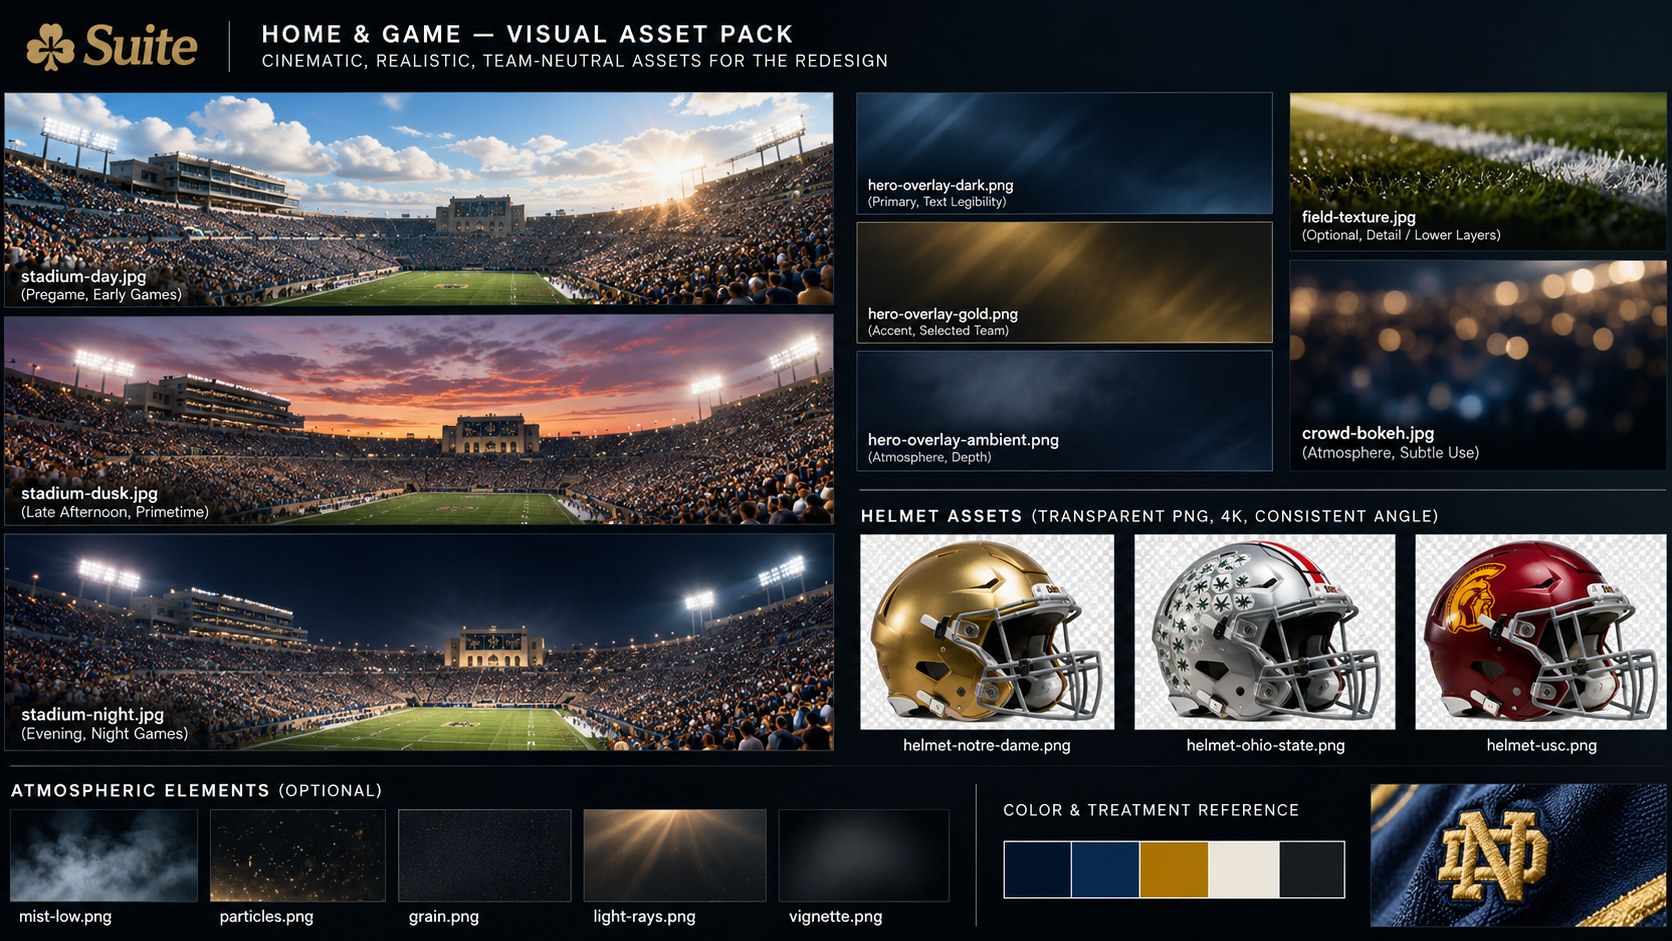 Suite
HOME & GAME — VISUAL ASSET PACK
CINEMATIC, REALISTIC, TEAM-NEUTRAL ASSETS FOR THE REDESIGN
stadium-day.jpg
(Pregame, Early Games)
stadium-dusk.jpg
(Late Afternoon, Primetime)
stadium-night.jpg
(Evening, Night Games)
hero-overlay-dark.png
(Primary, Text Legibility)
hero-overlay-gold.png
(Accent, Selected Team)
hero-overlay-ambient.png
(Atmosphere, Depth)
field-texture.jpg
(Optional, Detail / Lower Layers)
crowd-bokeh.jpg
(Atmosphere, Subtle Use)
HELMET ASSETS (TRANSPARENT PNG, 4K, CONSISTENT ANGLE)
helmet-notre-dame.png
helmet-ohio-state.png
helmet-usc.png
ATMOSPHERIC ELEMENTS (OPTIONAL)
mist-low.png
particles.png
grain.png
light-rays.png
vignette.png
COLOR & TREATMENT REFERENCE
ND